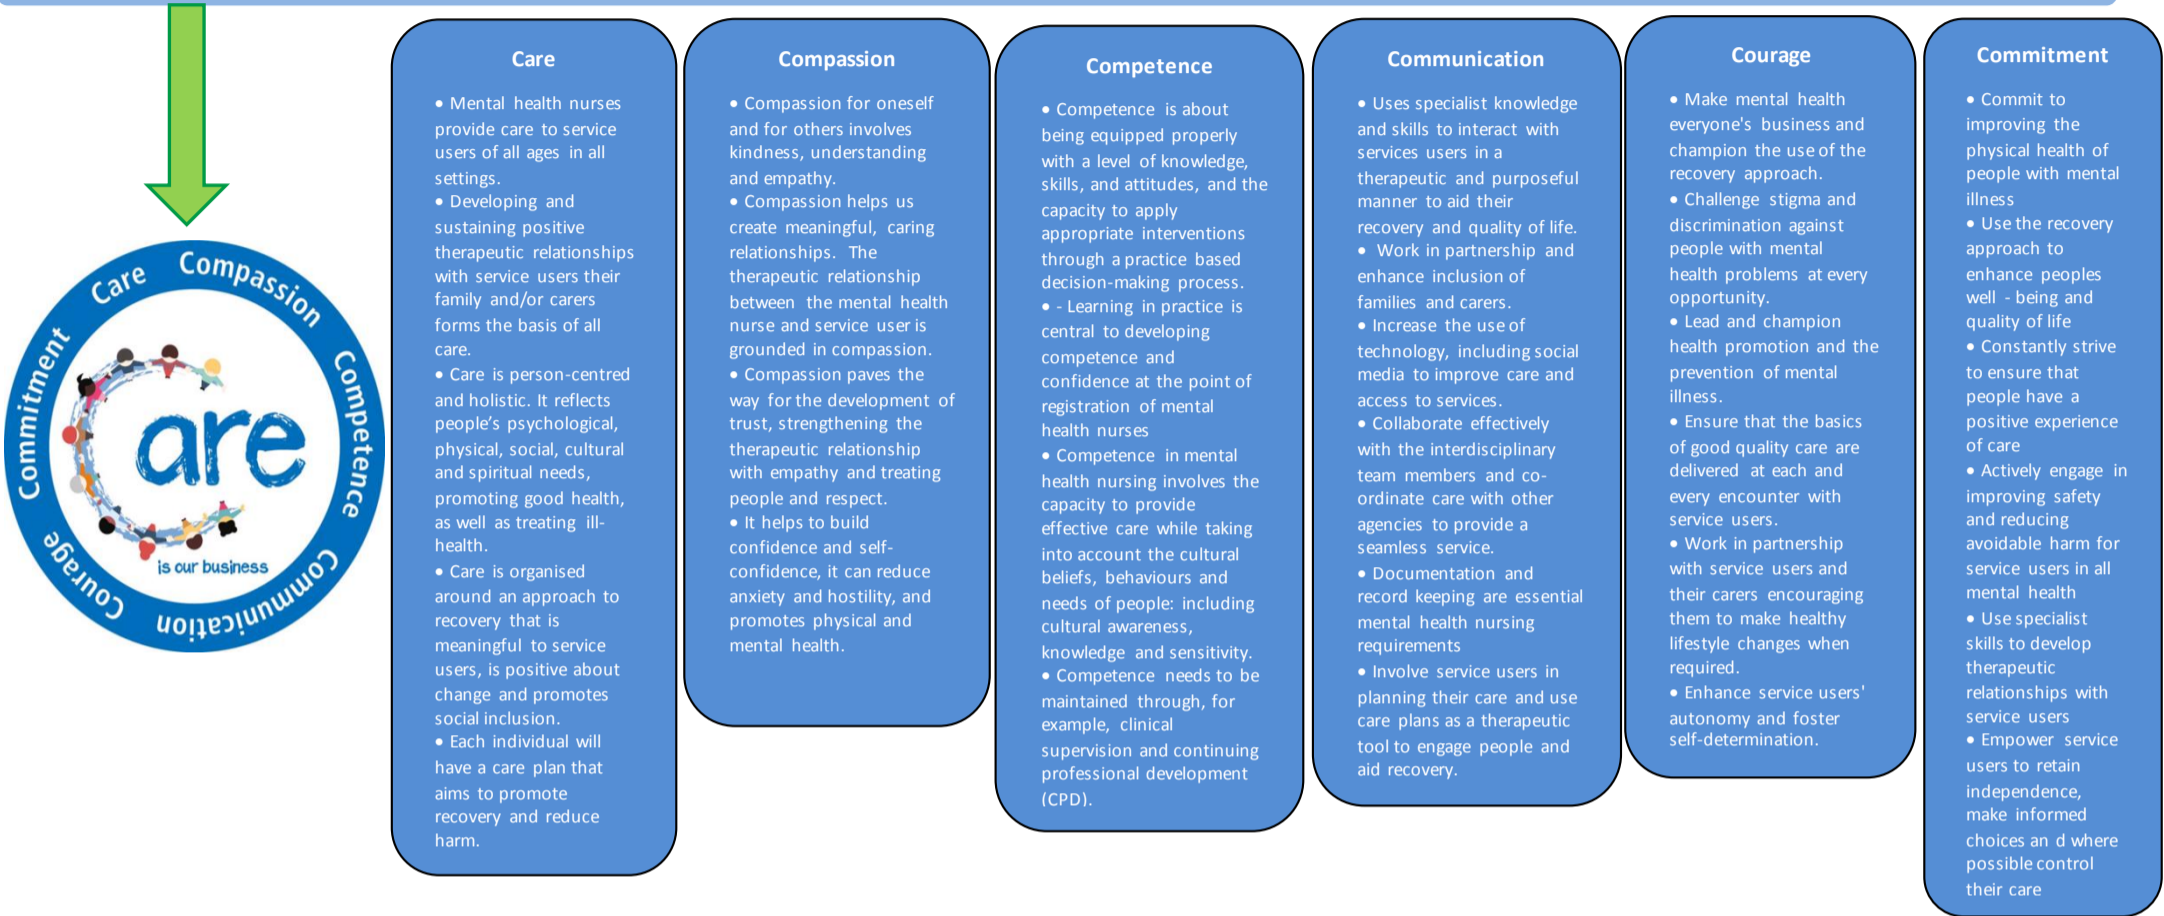 Care
Compassion
Competence
Communication
Courage
Commitment
are
is our business
Care
• Mental health nurses
provide care to service
users of all ages in all
settings.
• Developing and
sustaining positive
therapeutic relationships
with service users their
family and/or carers
forms the basis of all
care.
• Care is person-centred
and holistic. It reflects
people’s psychological,
physical, social, cultural
and spiritual needs,
promoting good health,
as well as treating ill-
health.
• Care is organised
around an approach to
recovery that is
meaningful to service
users, is positive about
change and promotes
social inclusion.
• Each individual will
have a care plan that
aims to promote
recovery and reduce
harm.
Compassion
• Compassion for oneself
and for others involves
kindness, understanding
and empathy.
• Compassion helps us
create meaningful, caring
relationships. The
therapeutic relationship
between the mental health
nurse and service user is
grounded in compassion.
• Compassion paves the
way for the development of
trust, strengthening the
therapeutic relationship
with empathy and treating
people and respect.
• It helps to build
confidence and self-
confidence, it can reduce
anxiety and hostility, and
promotes physical and
mental health.
Competence
• Competence is about
being equipped properly
with a level of knowledge,
skills, and attitudes, and the
capacity to apply
appropriate interventions
through a practice based
decision-making process.
• - Learning in practice is
central to developing
competence and
confidence at the point of
registration of mental
health nurses
• Competence in mental
health nursing involves the
capacity to provide
effective care while taking
into account the cultural
beliefs, behaviours and
needs of people: including
cultural awareness,
knowledge and sensitivity.
• Competence needs to be
maintained through, for
example, clinical
supervision and continuing
professional development
(CPD).
Communication
• Uses specialist knowledge
and skills to interact with
services users in a
therapeutic and purposeful
manner to aid their
recovery and quality of life.
• Work in partnership and
enhance inclusion of
families and carers.
• Increase the use of
technology, including social
media to improve care and
access to services.
• Collaborate effectively
with the interdisciplinary
team members and co-
ordinate care with other
agencies to provide a
seamless service.
• Documentation and
record keeping are essential
mental health nursing
requirements
• Involve service users in
planning their care and use
care plans as a therapeutic
tool to engage people and
aid recovery.
Courage
• Make mental health
everyone's business and
champion the use of the
recovery approach.
• Challenge stigma and
discrimination against
people with mental
health problems at every
opportunity.
• Lead and champion
health promotion and the
prevention of mental
illness.
• Ensure that the basics
of good quality care are
delivered at each and
every encounter with
service users.
• Work in partnership
with service users and
their carers encouraging
them to make healthy
lifestyle changes when
required.
• Enhance service users'
autonomy and foster
self-determination.
Commitment
• Commit to
improving the
physical health of
people with mental
illness
• Use the recovery
approach to
enhance peoples
well - being and
quality of life
• Constantly strive
to ensure that
people have a
positive experience
of care
• Actively engage in
improving safety
and reducing
avoidable harm for
service users in all
mental health
• Use specialist
skills to develop
therapeutic
relationships with
service users
• Empower service
users to retain
independence,
make informed
choices an d where
possible control
their care